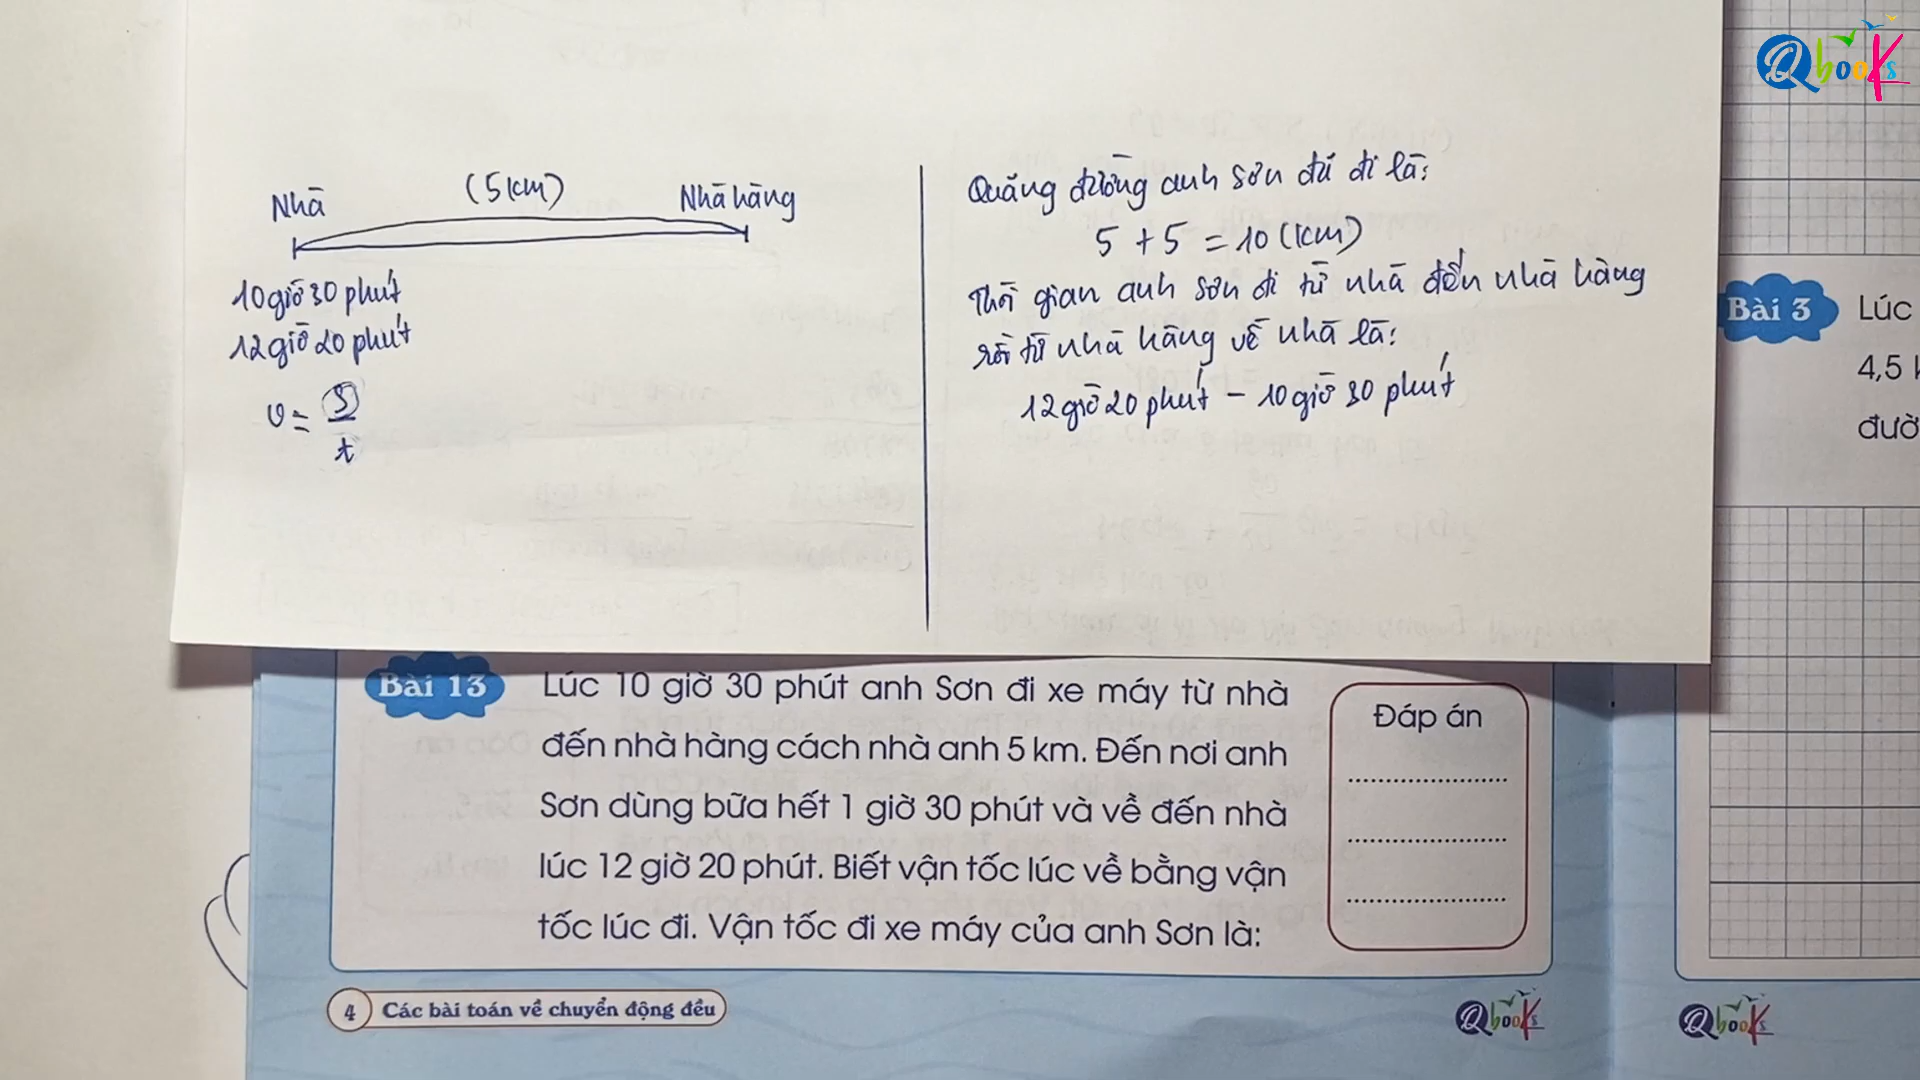 Qbooks
Nhà
(5km)
Nhà hàng
10 giờ 30 phút
12 giờ 20 phút
v = s/t
Quãng đường anh Sơn đã đi là:
5 + 5 = 10 (km)
Thời gian anh Sơn đi từ nhà đến nhà hàng
rồi từ nhà hàng về nhà là:
12 giờ 20 phút - 10 giờ 30 phút
Bài 3
Lúc
4,5
đườ
Bài 13
Lúc 10 giờ 30 phút anh Sơn đi xe máy từ nhà
đến nhà hàng cách nhà anh 5 km. Đến nơi anh
Sơn dùng bữa hết 1 giờ 30 phút và về đến nhà
lúc 12 giờ 20 phút. Biết vận tốc lúc về bằng vận
tốc lúc đi. Vận tốc đi xe máy của anh Sơn là:
Đáp án
4
Các bài toán về chuyển động đều
Qbooks
Qbooks